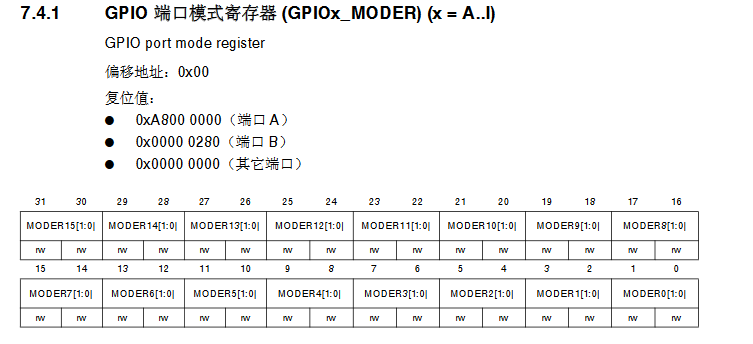 7.4.1 GPIO 端口模式寄存器 (GPIOx_MODER) (x = A..I)
GPIO port mode register
偏移地址：0x00
复位值：
● 0xA800 0000（端口 A）
● 0x0000 0280（端口 B）
● 0x0000 0000（其它端口）
31 30 29 28 27 26 25 24 23 22 21 20 19 18 17 16
MODER15[1:0] MODER14[1:0] MODER13[1:0] MODER12[1:0] MODER11[1:0] MODER10[1:0] MODER9[1:0] MODER8[1:0]
rw rw rw rw rw rw rw rw rw rw rw rw rw rw rw rw
15 14 13 12 11 10 9 8 7 6 5 4 3 2 1 0
MODER7[1:0] MODER6[1:0] MODER5[1:0] MODER4[1:0] MODER3[1:0] MODER2[1:0] MODER1[1:0] MODER0[1:0]
rw rw rw rw rw rw rw rw rw rw rw rw rw rw rw rw